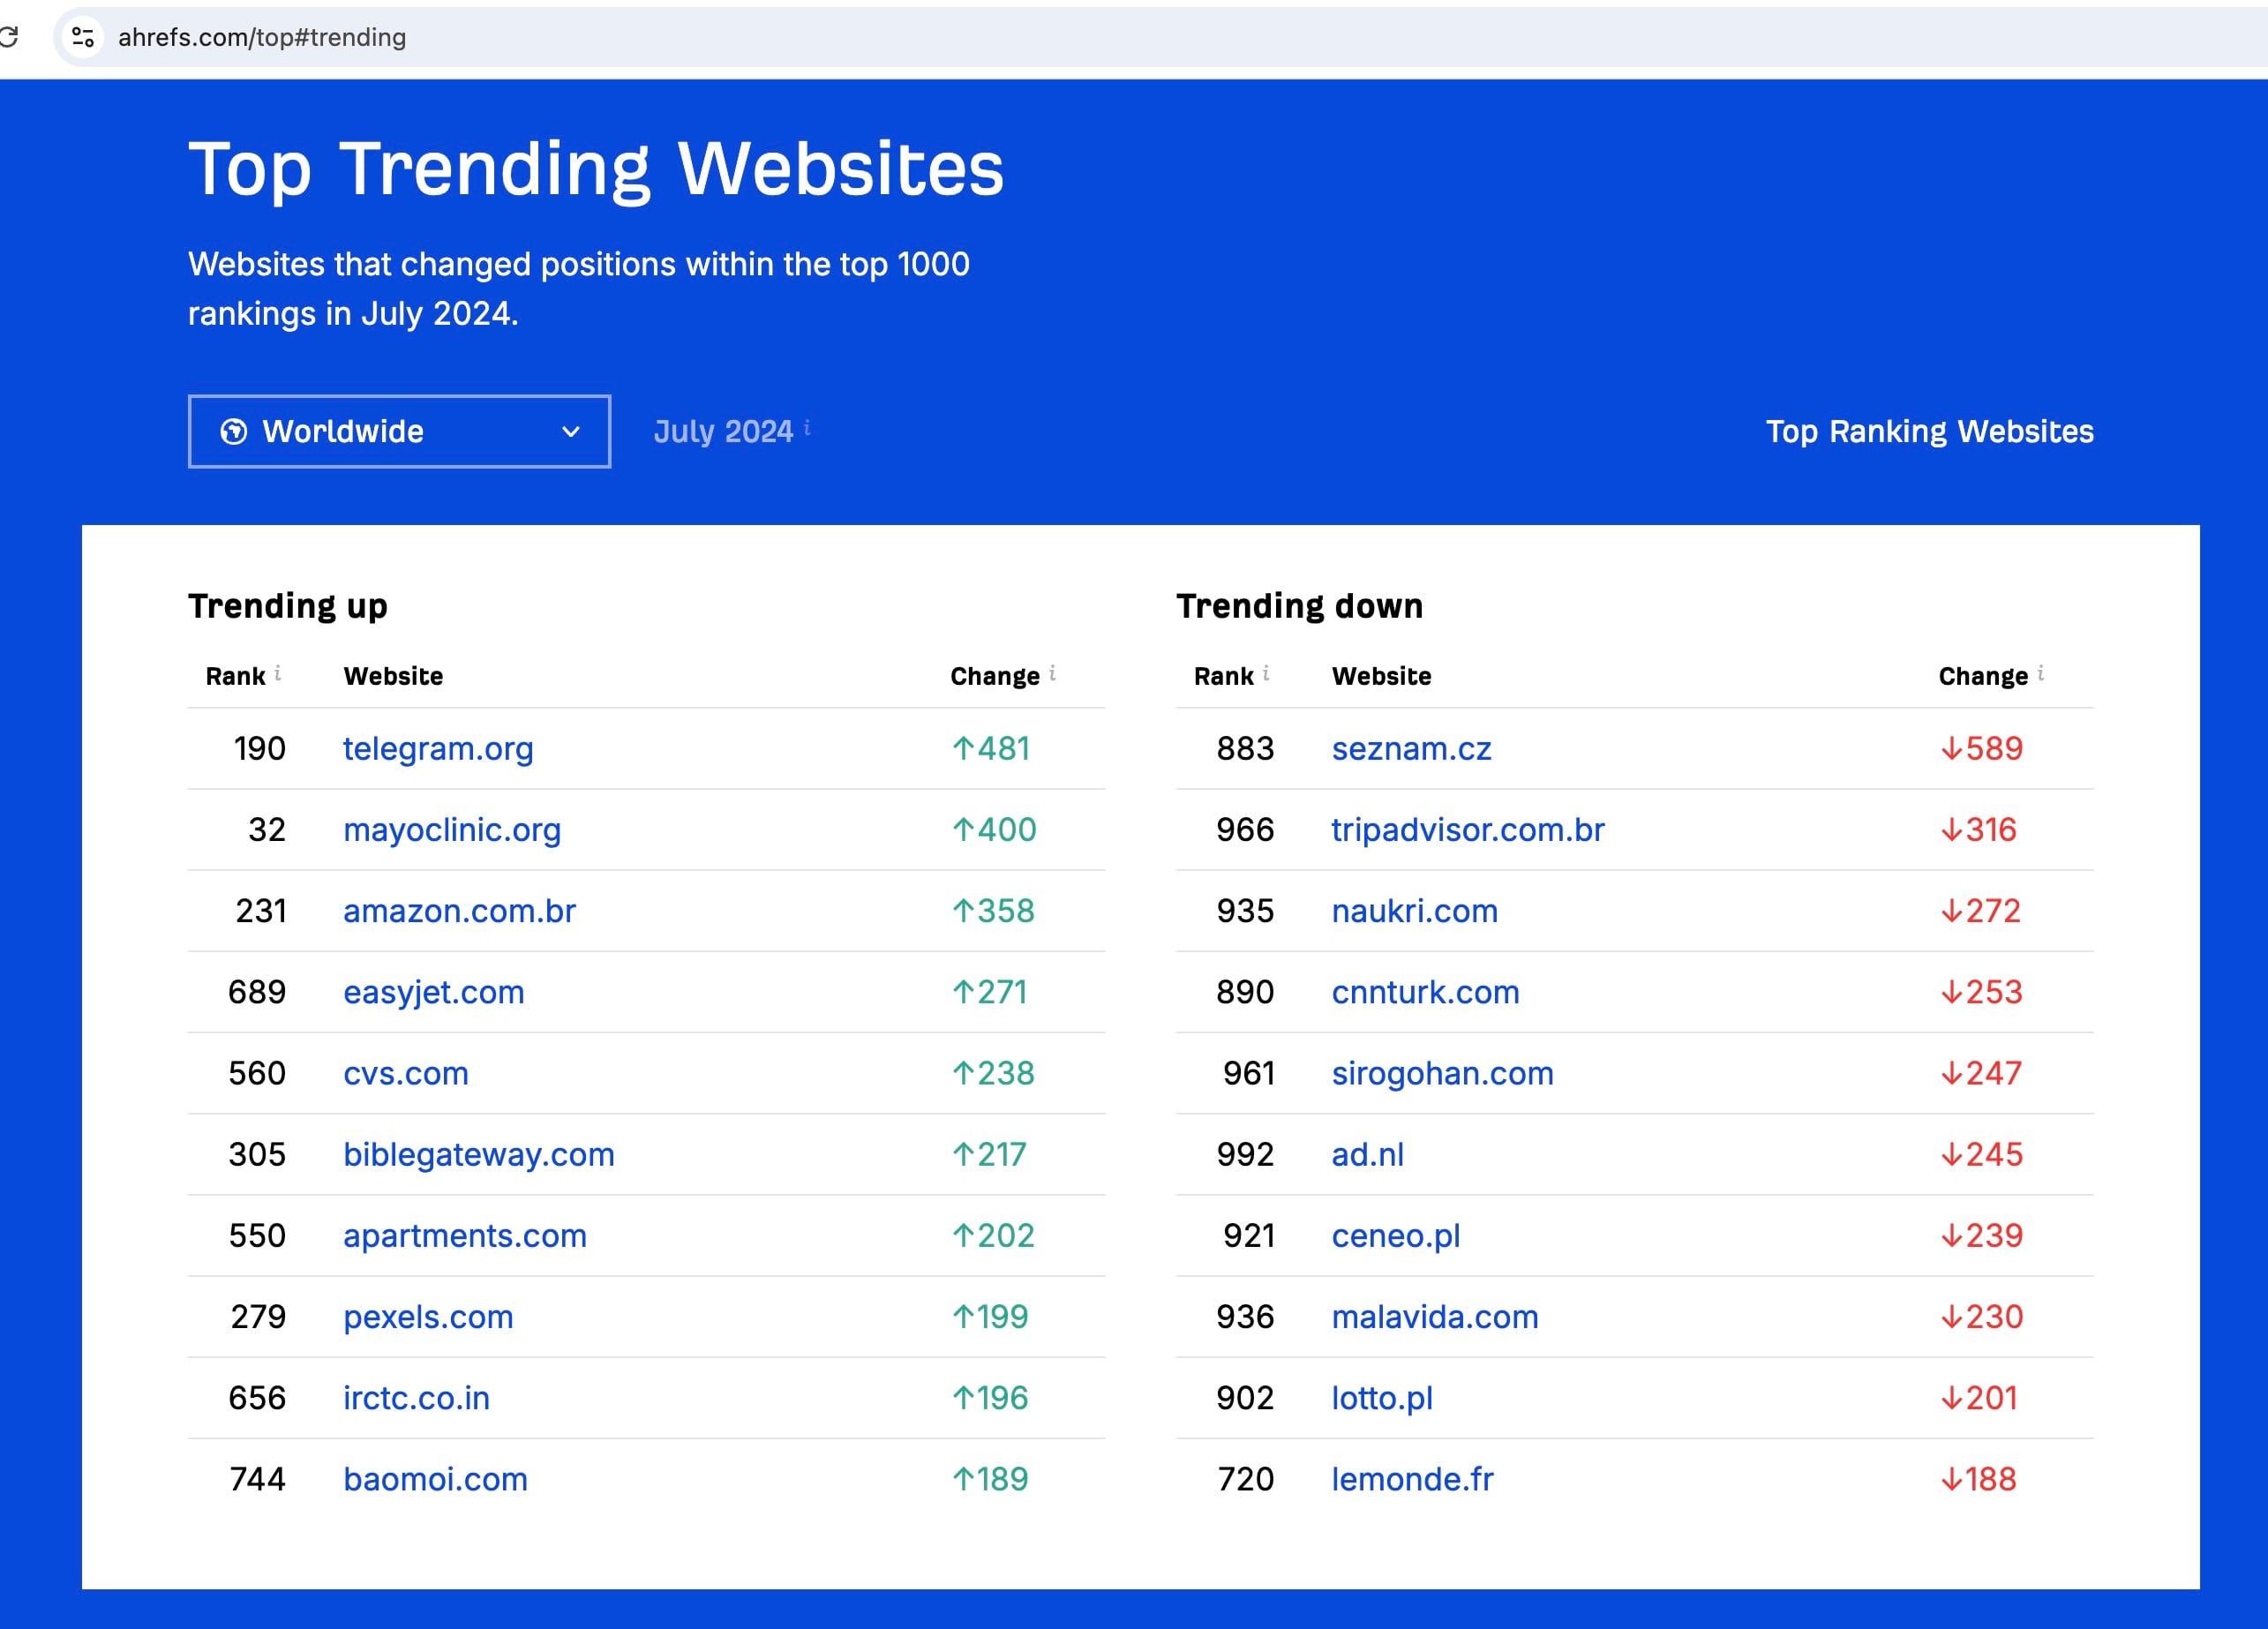 ahrefs.com/top#trending
Top Trending Websites
Websites that changed positions within the top 1000
rankings in July 2024.
Worldwide
July 2024 i
Top Ranking Websites
Trending up
Rank i Website Change i
190 telegram.org ↑481
32 mayoclinic.org ↑400
231 amazon.com.br ↑358
689 easyjet.com ↑271
560 cvs.com ↑238
305 biblegateway.com ↑217
550 apartments.com ↑202
279 pexels.com ↑199
656 irctc.co.in ↑196
744 baomoi.com ↑189
Trending down
Rank i Website Change i
883 seznam.cz ↓589
966 tripadvisor.com.br ↓316
935 naukri.com ↓272
890 cnnturk.com ↓253
961 sirogohan.com ↓247
992 ad.nl ↓245
921 ceneo.pl ↓239
936 malavida.com ↓230
902 lotto.pl ↓201
720 lemonde.fr ↓188